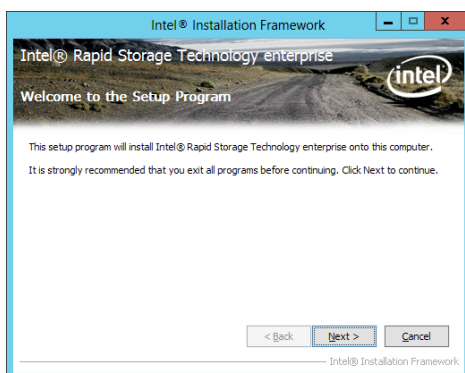 Intel® Installation Framework
Intel® Rapid Storage Technology enterprise
intel
Welcome to the Setup Program
This setup program will install Intel® Rapid Storage Technology enterprise onto this computer.
It is strongly recommended that you exit all programs before continuing. Click Next to continue.
< Back
Next >
Cancel
Intel® Installation Framework